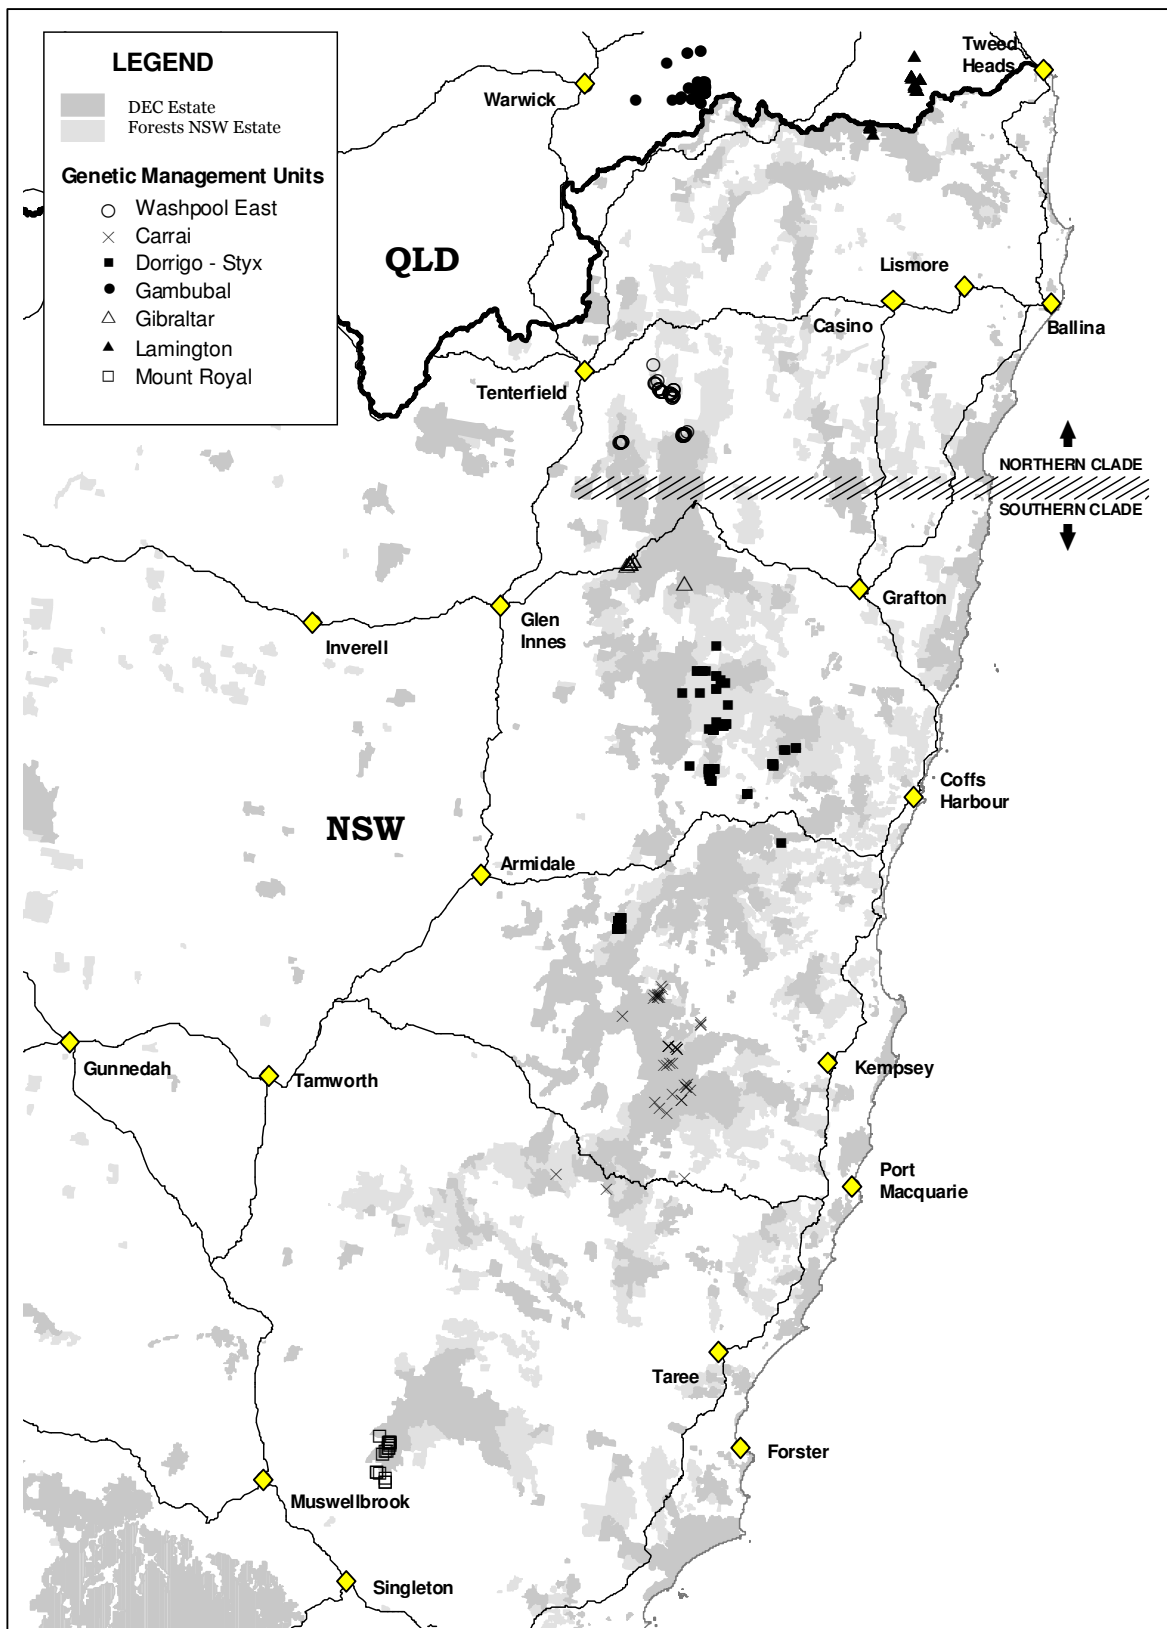 LEGEND
DEC Estate
Forests NSW Estate
Genetic Management Units
Washpool East
Carrai
Dorrigo - Styx
Gambubal
Gibraltar
Lamington
Mount Royal
Tweed
Heads
Warwick
QLD
Lismore
Casino
Ballina
Tenterfield
NORTHERN CLADE
SOUTHERN CLADE
Grafton
Glen
Innes
Inverell
Coffs
Harbour
NSW
Armidale
Gunnedah
Tamworth
Kempsey
Port
Macquarie
Taree
Forster
Muswellbrook
Singleton